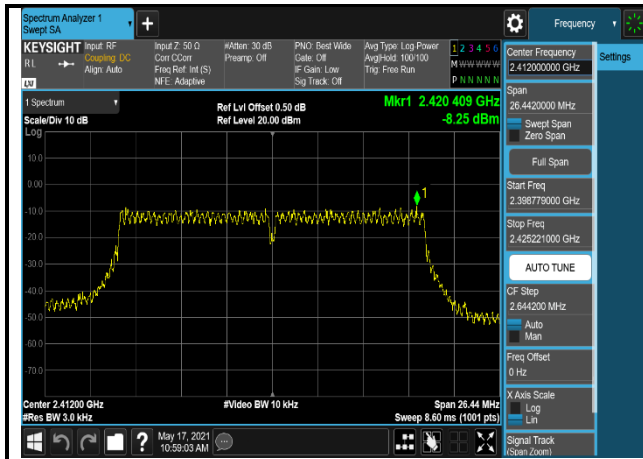 Spectrum Analyzer 1
Swept SA
+
Frequency
KEYSIGHT
Input: RF
Coupling: DC
Align: Auto
Input Z: 50 Ω
Corr CCorr
Freq Ref: Int (S)
NFE: Adaptive
#Atten: 30 dB
Preamp: Off
PNO: Best Wide
Gate: Off
IF Gain: Low
Sig Track: Off
Avg Type: Log-Power
Avg|Hold: 100/100
Trig: Free Run
1 2 3 4 5 6
M W W W W W
P N N N N N
RL
LXI
1 Spectrum
Scale/Div 10 dB
Ref Lvl Offset 0.50 dB
Ref Level 20.00 dBm
Mkr1 2.420 409 GHz
-8.25 dBm
Log
10.0
0.00
-10.0
-20.0
-30.0
-40.0
-50.0
-60.0
-70.0
1
Center 2.41200 GHz
#Res BW 3.0 kHz
#Video BW 10 kHz
Span 26.44 MHz
Sweep 8.60 ms (1001 pts)
Center Frequency
2.412000000 GHz
Settings
Span
26.4420000 MHz
Swept Span
Zero Span
Full Span
Start Freq
2.398779000 GHz
Stop Freq
2.425221000 GHz
AUTO TUNE
CF Step
2.644200 MHz
Auto
Man
Freq Offset
0 Hz
X Axis Scale
Log
Lin
Signal Track
(Span Zoom)
?
May 17, 2021
10:59:03 AM